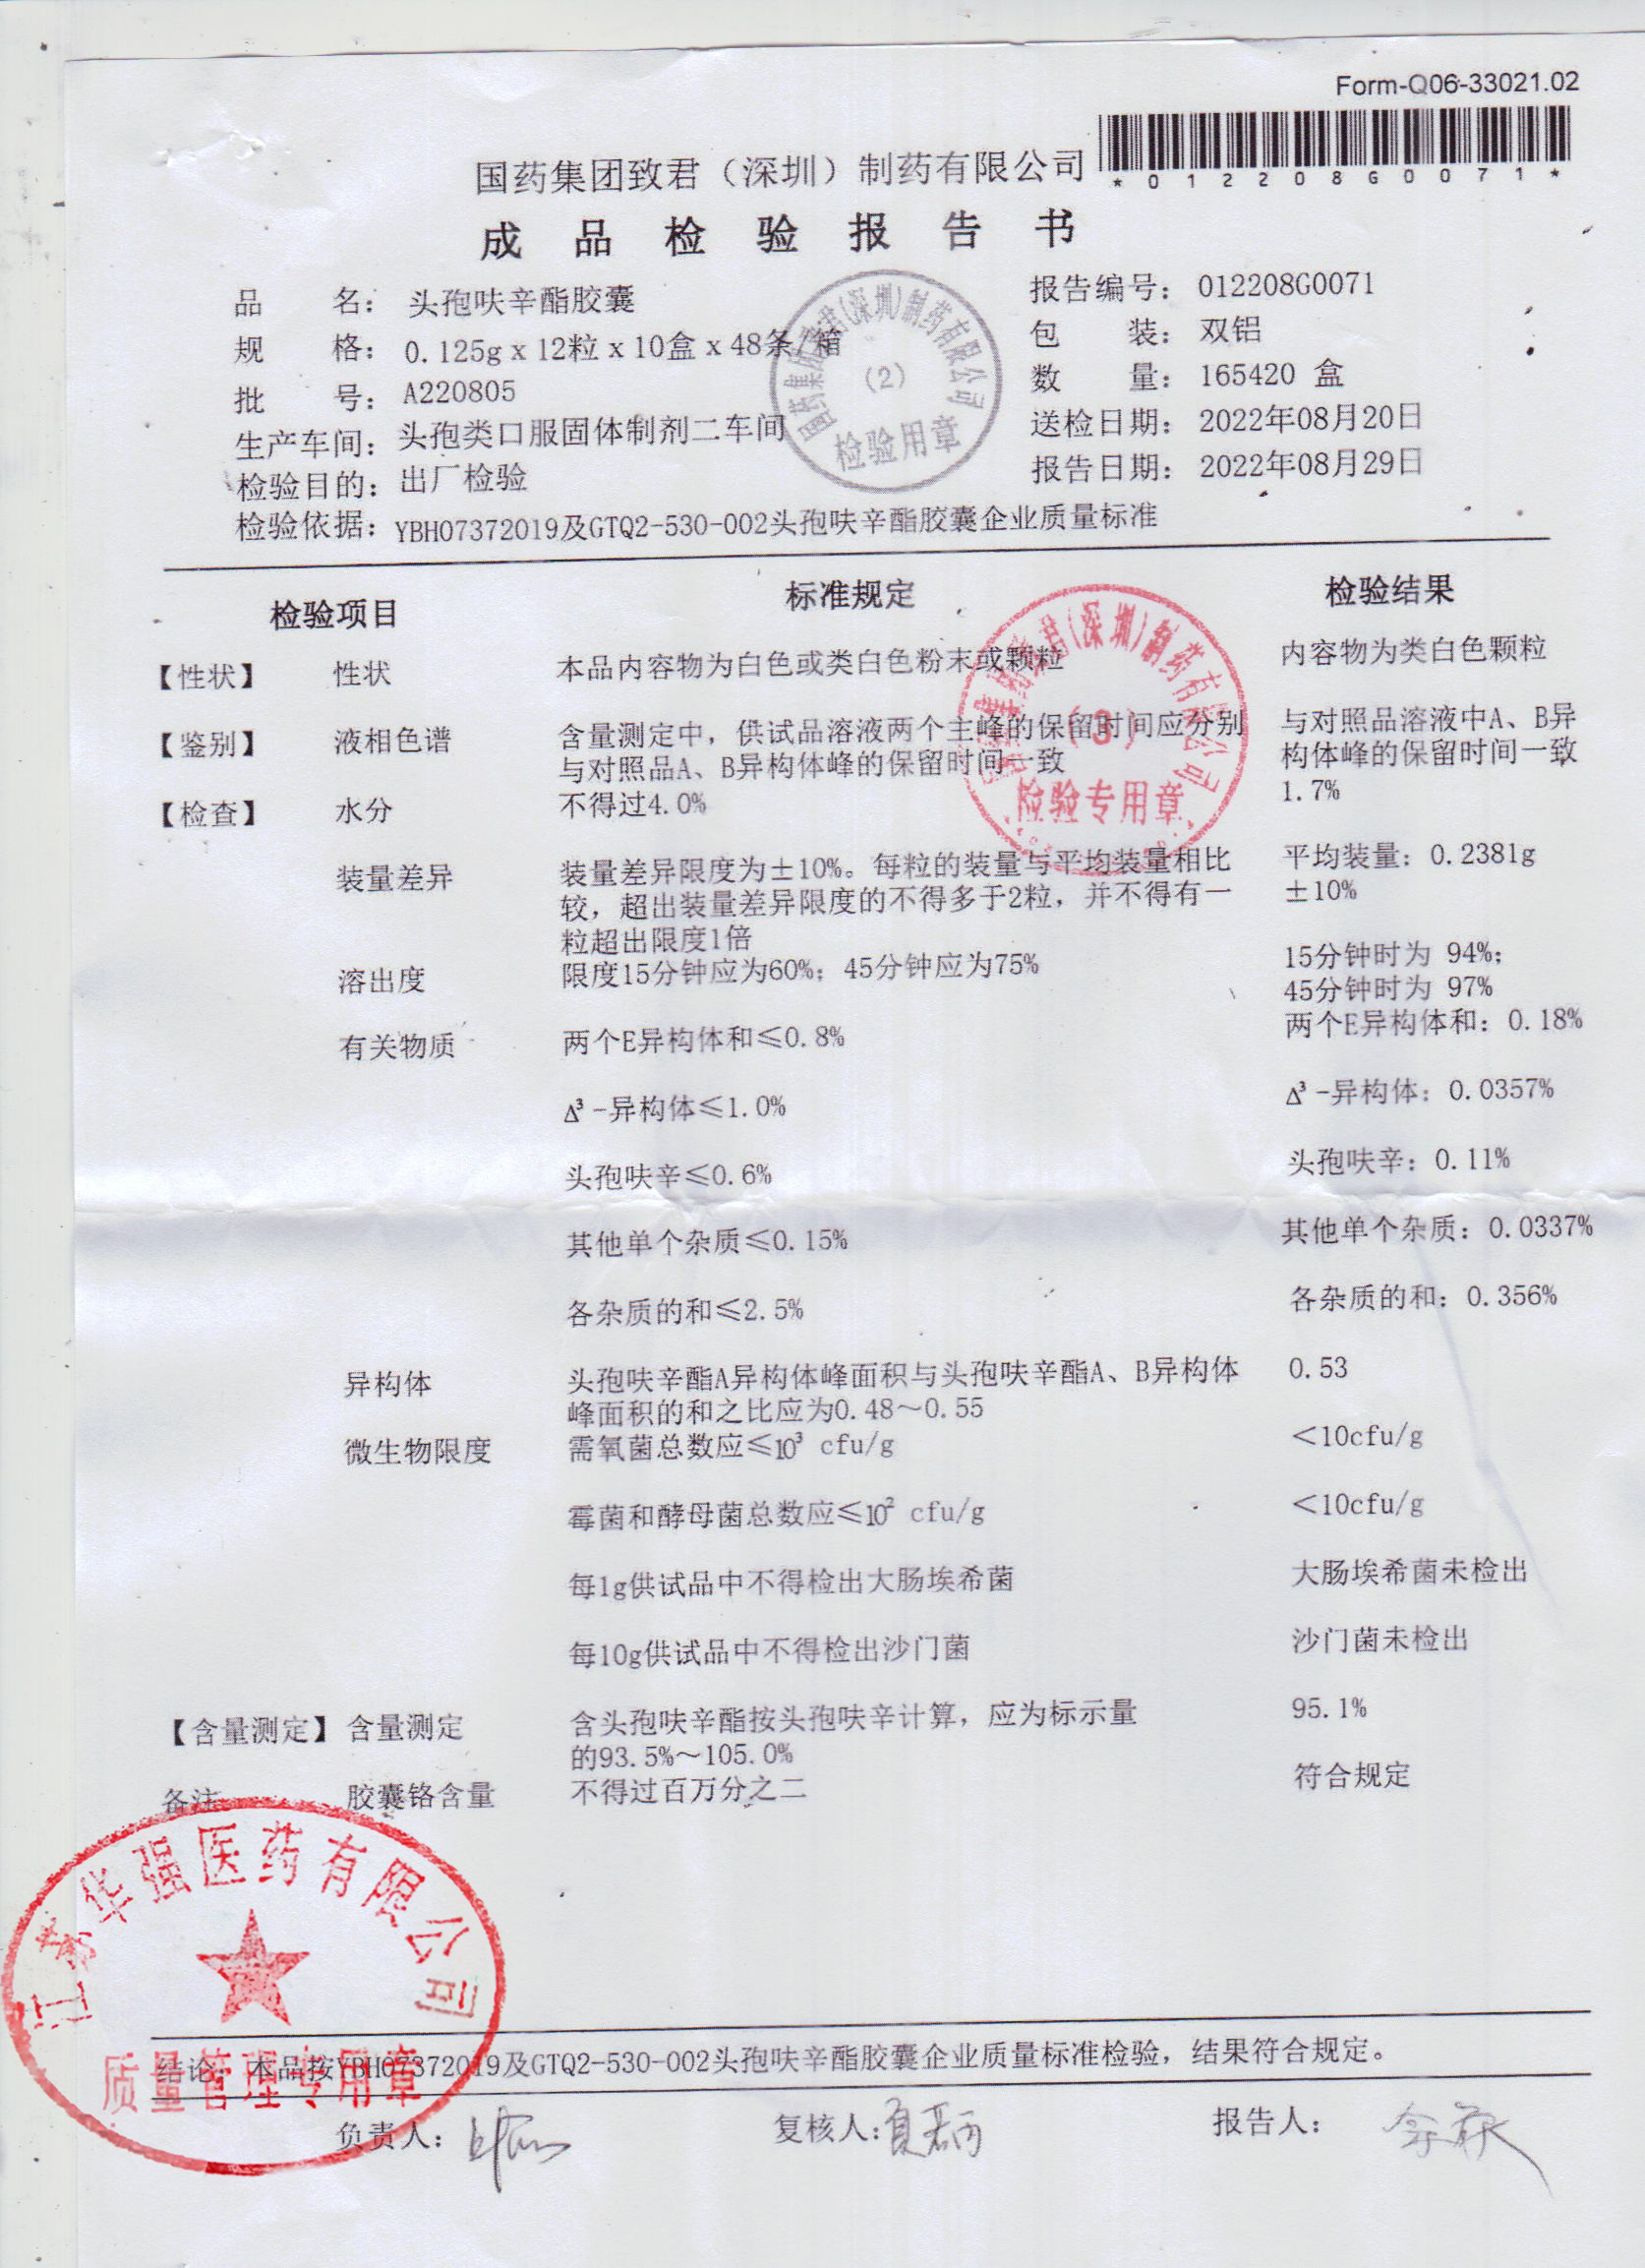 Form-Q06-33021.02
*012208G0071*
国药集团致君（深圳）制药有限公司
成品检验报告书
品名： 头孢呋辛酯胶囊 报告编号： 012208G0071
规格： 0.125g x 12粒 x 10盒 x 48条/箱 包装： 双铝
批号： A220805 数量： 165420 盒
生产车间： 头孢类口服固体制剂二车间 送检日期： 2022年08月20日
检验目的： 出厂检验 报告日期： 2022年08月29日
检验依据： YBH07372019及GTQ2-530-002头孢呋辛酯胶囊企业质量标准
(深圳)制药有限公司
(2)
检验用章
检验项目 标准规定 检验结果
【性状】 性状 本品内容物为白色或类白色粉末或颗粒 内容物为类白色颗粒
【鉴别】 液相色谱 含量测定中，供试品溶液两个主峰的保留时间应分别 与对照品溶液中A、B异
与对照品A、B异构体峰的保留时间一致 构体峰的保留时间一致
【检查】 水分 不得过4.0% 1.7%
(深圳)制药有限公司
(3)
检验专用章
装量差异 装量差异限度为±10%。每粒的装量与平均装量相比 平均装量：0.2381g
较，超出装量差异限度的不得多于2粒，并不得有一 ±10%
粒超出限度1倍
溶出度 限度15分钟应为60%；45分钟应为75% 15分钟时为 94%；
45分钟时为 97%
有关物质 两个E异构体和≤0.8% 两个E异构体和：0.18%
Δ³-异构体≤1.0% Δ³-异构体：0.0357%
头孢呋辛≤0.6% 头孢呋辛：0.11%
其他单个杂质≤0.15% 其他单个杂质：0.0337%
各杂质的和≤2.5% 各杂质的和：0.356%
异构体 头孢呋辛酯A异构体峰面积与头孢呋辛酯A、B异构体 0.53
峰面积的和之比应为0.48～0.55
微生物限度 需氧菌总数应≤10³ cfu/g <10cfu/g
霉菌和酵母菌总数应≤10² cfu/g <10cfu/g
每1g供试品中不得检出大肠埃希菌 大肠埃希菌未检出
每10g供试品中不得检出沙门菌 沙门菌未检出
【含量测定】 含量测定 含头孢呋辛酯按头孢呋辛计算，应为标示量 95.1%
的93.5%～105.0%
备注 胶囊铬含量 不得过百万分之二 符合规定
江苏华强医药有限公司
质量管理专用章
结论：本品按YBH07372019及GTQ2-530-002头孢呋辛酯胶囊企业质量标准检验，结果符合规定。
负责人： 复核人： 报告人：